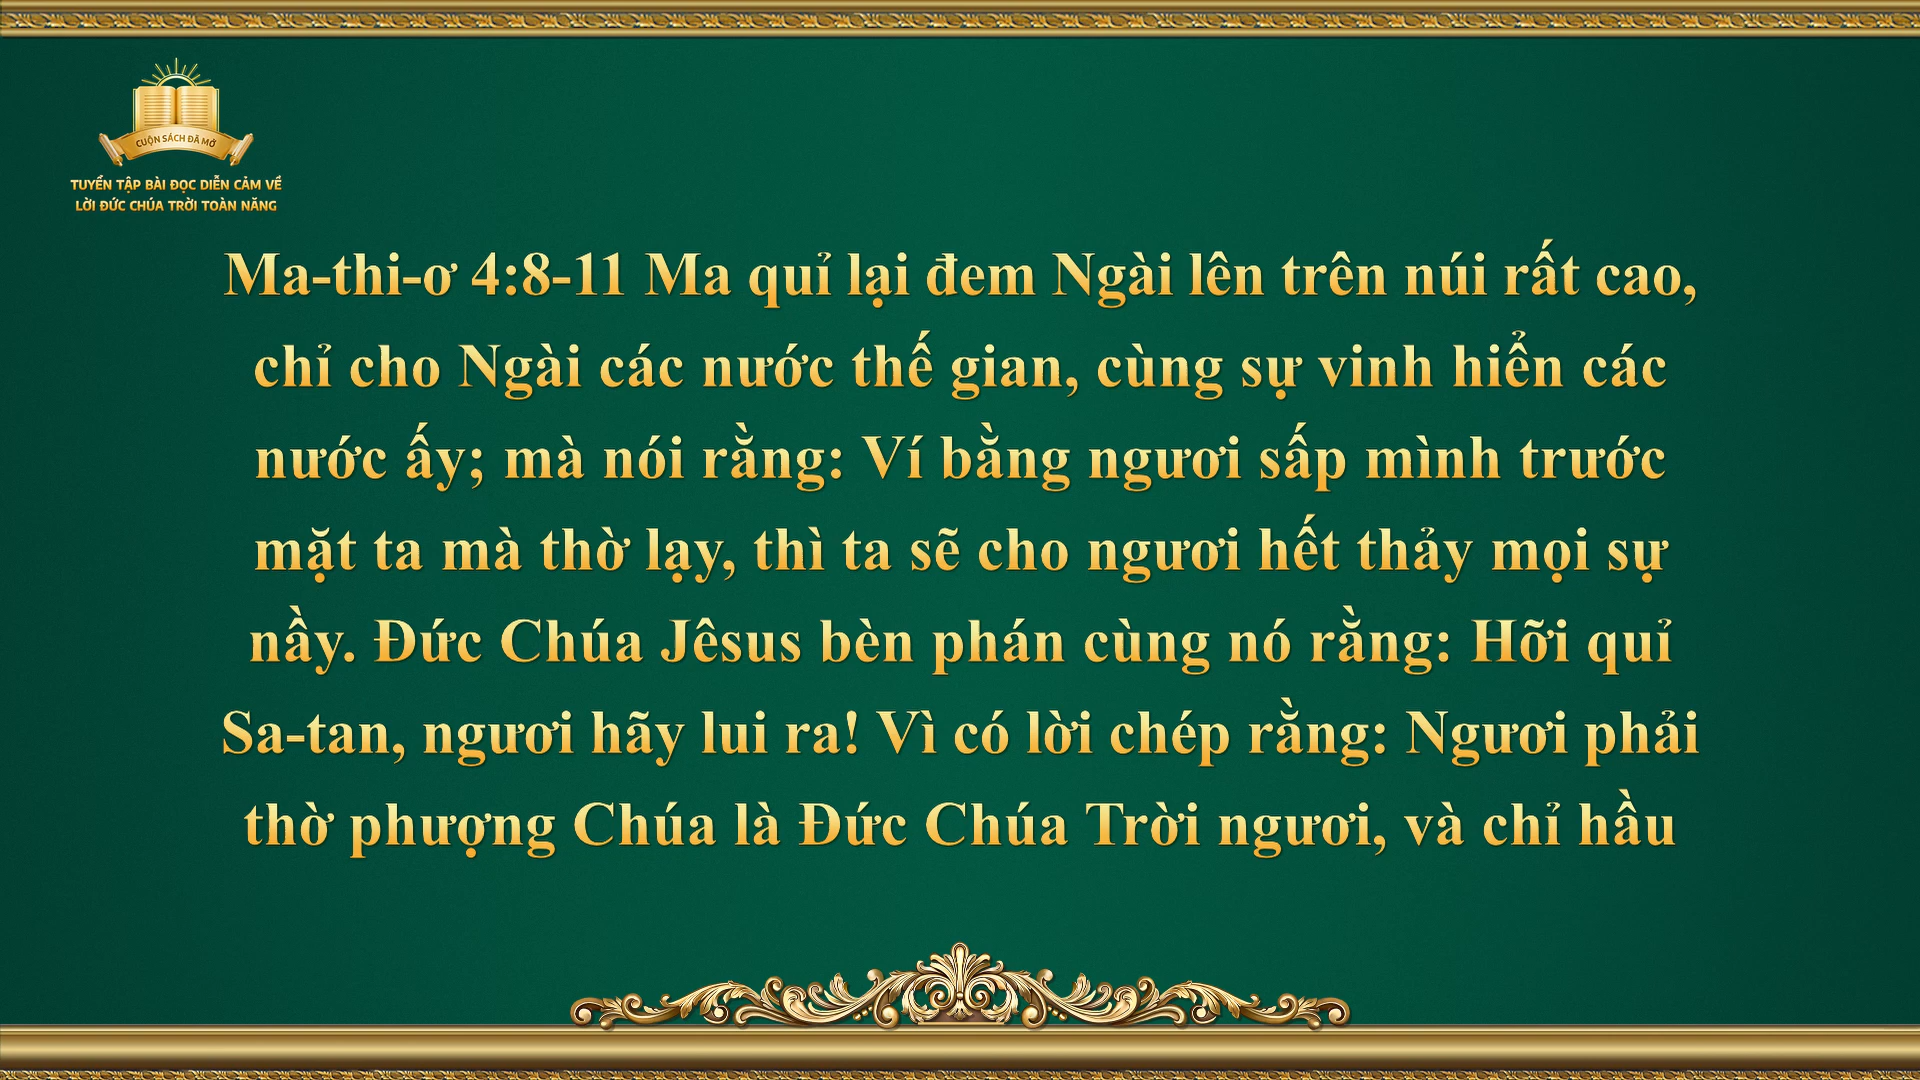 CUỘN SÁCH ĐÃ MỞ
TUYỂN TẬP BÀI ĐỌC DIỄN CẢM VỀ
LỜI ĐỨC CHÚA TRỜI TOÀN NĂNG
Ma-thi-ơ 4:8-11 Ma quỉ lại đem Ngài lên trên núi rất cao,
chỉ cho Ngài các nước thế gian, cùng sự vinh hiển các
nước ấy; mà nói rằng: Ví bằng ngươi sấp mình trước
mặt ta mà thờ lạy, thì ta sẽ cho ngươi hết thảy mọi sự
nầy. Đức Chúa Jêsus bèn phán cùng nó rằng: Hỡi quỉ
Sa-tan, ngươi hãy lui ra! Vì có lời chép rằng: Ngươi phải
thờ phượng Chúa là Đức Chúa Trời ngươi, và chỉ hầu